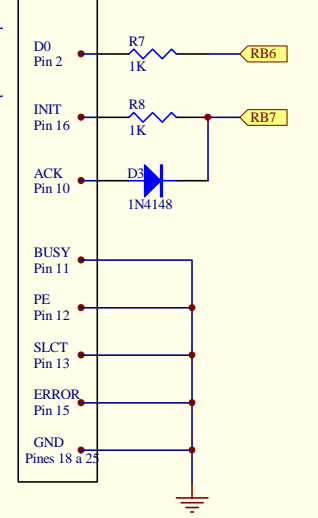 D0
Pin 2
R7
1K
RB6
INIT
Pin 16
R8
1K
RB7
ACK
Pin 10
D3
1N4148
BUSY
Pin 11
PE
Pin 12
SLCT
Pin 13
ERROR
Pin 15
GND
Pines 18 a 25